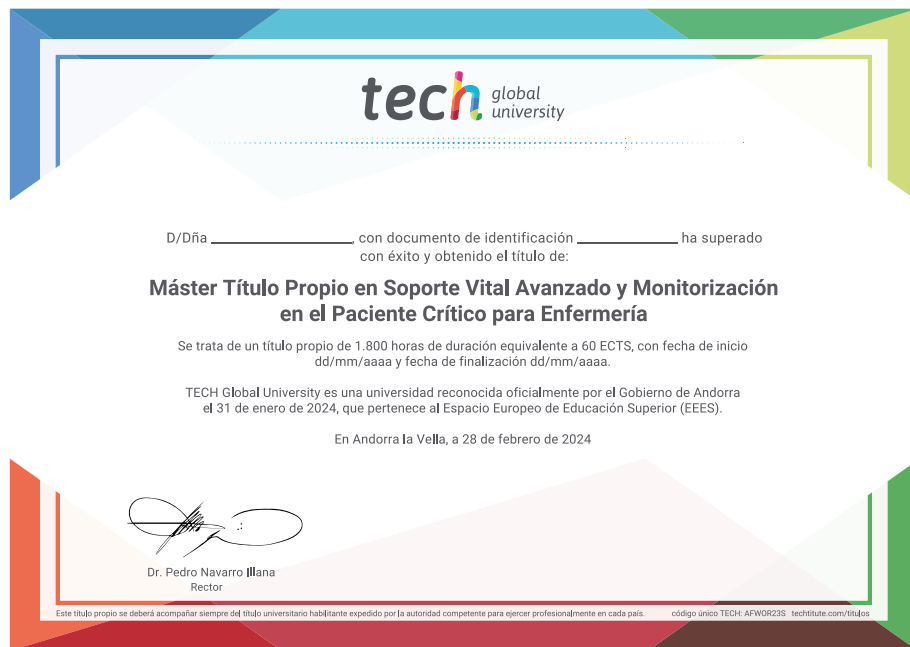 tech global university
D/Dña ______________, con documento de identificación __________ ha superado
con éxito y obtenido el título de:
Máster Título Propio en Soporte Vital Avanzado y Monitorización
en el Paciente Crítico para Enfermería
Se trata de un título propio de 1.800 horas de duración equivalente a 60 ECTS, con fecha de inicio
dd/mm/aaaa y fecha de finalización dd/mm/aaaa.
TECH Global University es una universidad reconocida oficialmente por el Gobierno de Andorra
el 31 de enero de 2024, que pertenece al Espacio Europeo de Educación Superior (EEES).
En Andorra la Vella, a 28 de febrero de 2024
Dr. Pedro Navarro Illana
Rector
Este título propio se deberá acompañar siempre del título universitario habilitante expedido por la autoridad competente para ejercer profesionalmente en cada país. código único TECH: AFWOR23S techtitute.com/titulos